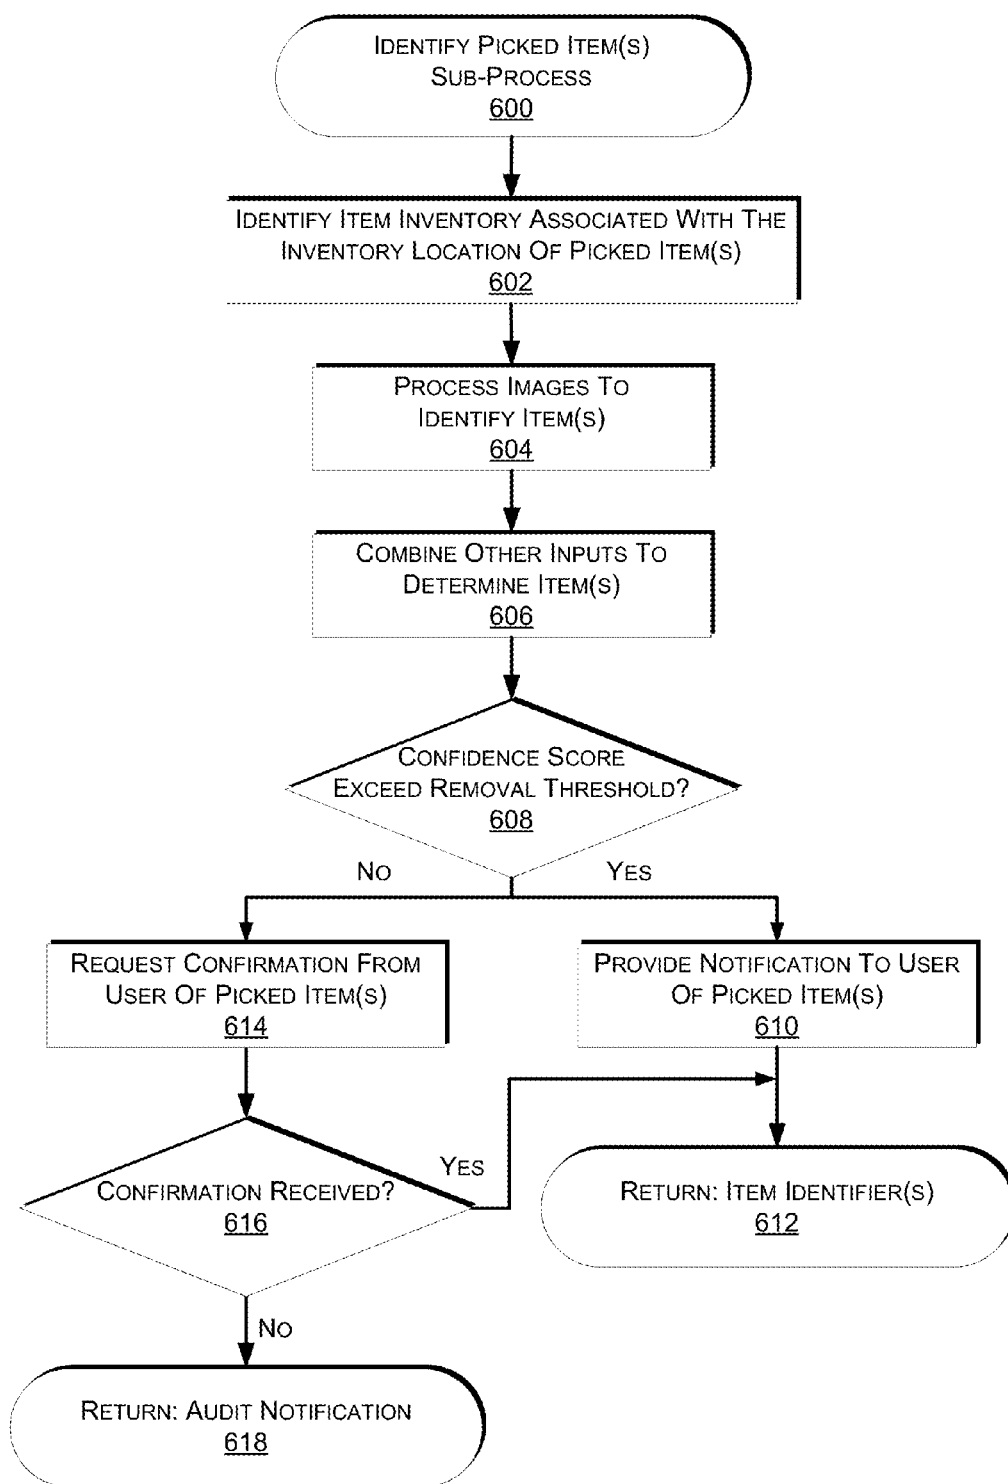 IDENTIFY PICKED ITEM(S)
SUB-PROCESS
600
IDENTIFY ITEM INVENTORY ASSOCIATED WITH THE
INVENTORY LOCATION OF PICKED ITEM(S)
602
PROCESS IMAGES TO
IDENTIFY ITEM(S)
604
COMBINE OTHER INPUTS TO
DETERMINE ITEM(S)
606
CONFIDENCE SCORE
EXCEED REMOVAL THRESHOLD?
608
NO
YES
REQUEST CONFIRMATION FROM
USER OF PICKED ITEM(S)
614
PROVIDE NOTIFICATION TO USER
OF PICKED ITEM(S)
610
CONFIRMATION RECEIVED?
616
YES
RETURN: ITEM IDENTIFIER(S)
612
NO
RETURN: AUDIT NOTIFICATION
618